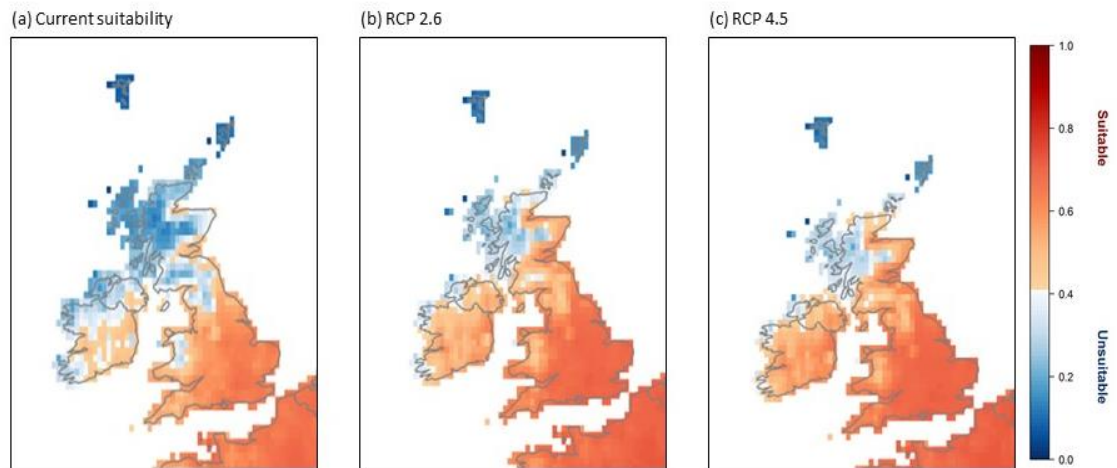 (a) Current suitability
(b) RCP 2.6
(c) RCP 4.5
1.0
0.8
0.6
0.4
0.2
0.0
Suitable
Unsuitable